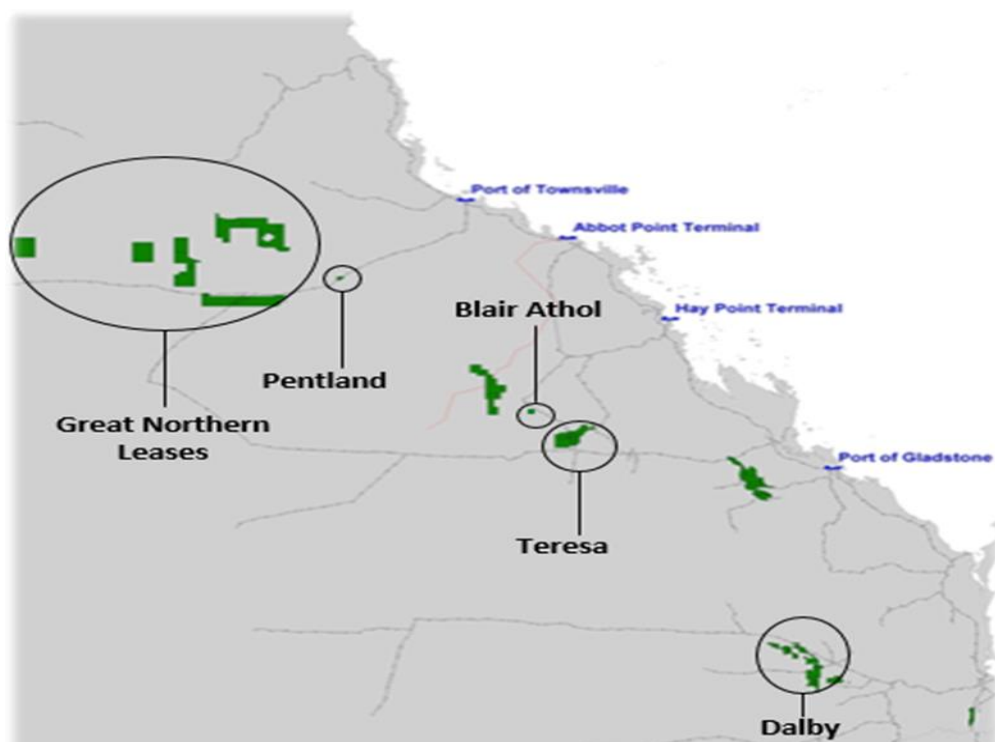 Port of Townsville
Abbot Point Terminal
Blair Athol
Hay Point Terminal
Pentland
Great Northern
Leases
Port of Gladstone
Teresa
Dalby